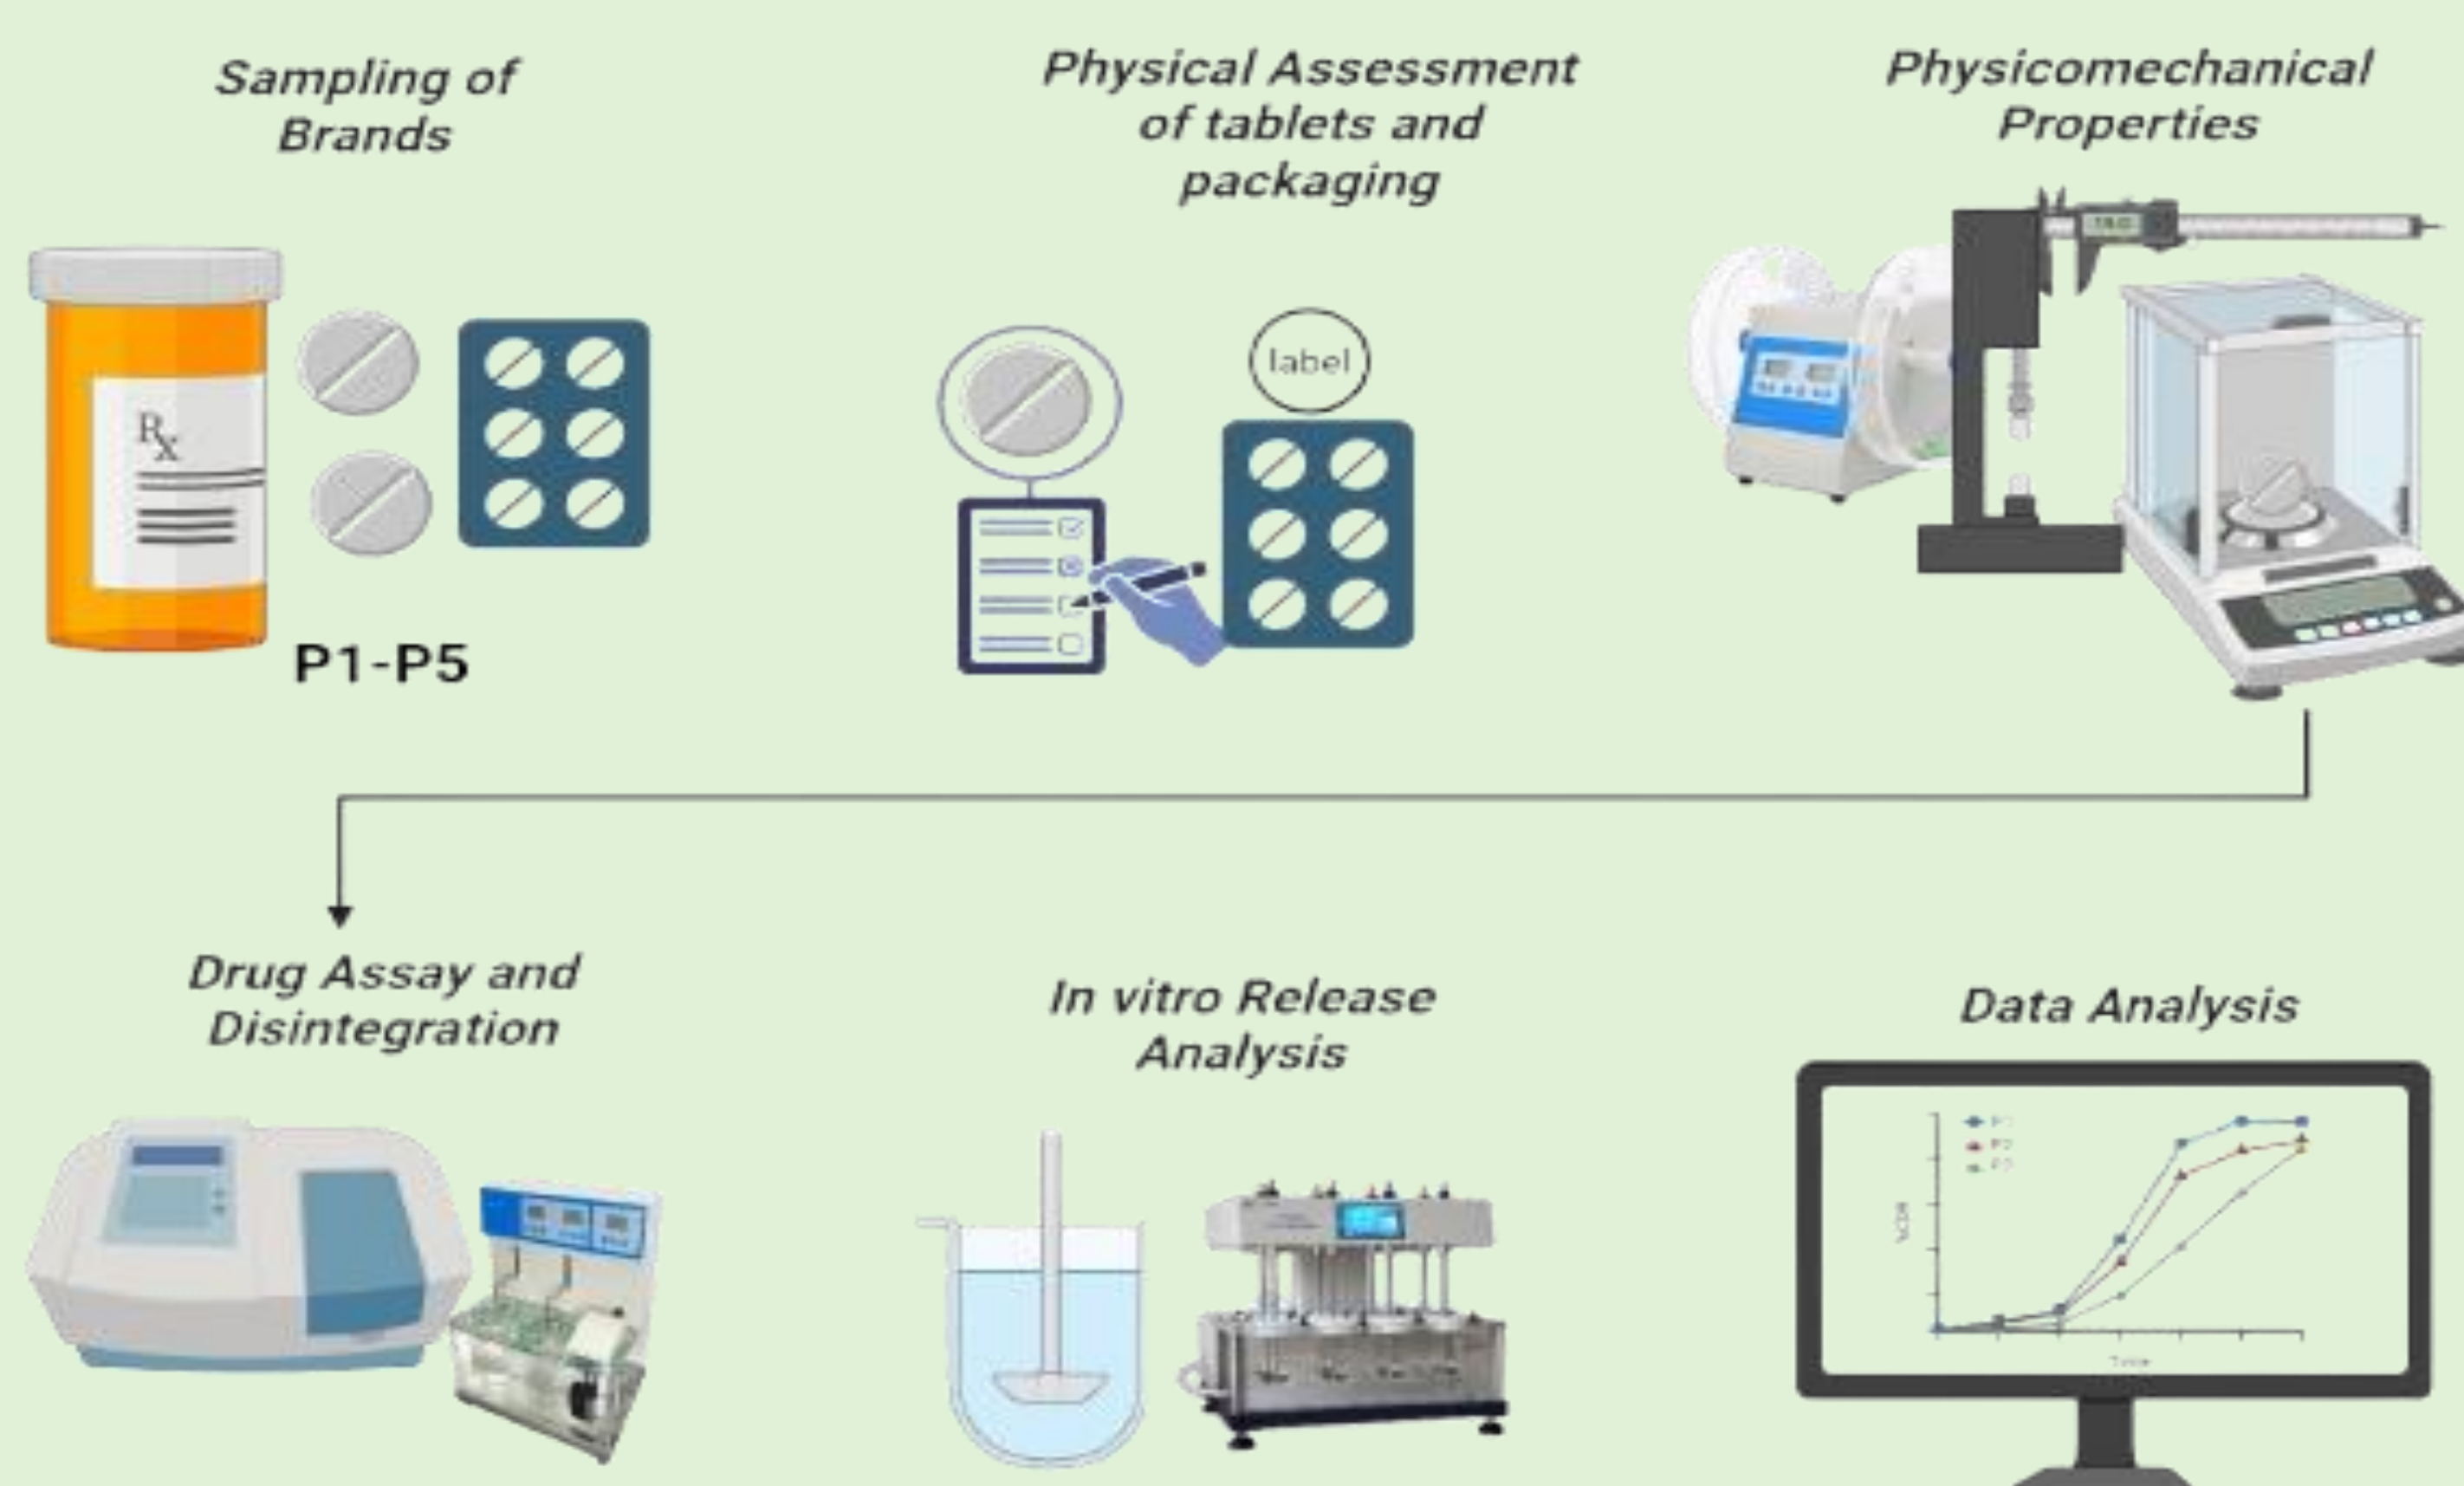 Sampling of
Brands
Physical Assessment
of tablets and
packaging
Physicomechanical
Properties
Rx
label
P1-P5
Drug Assay and
Disintegration
In vitro Release
Analysis
Data Analysis